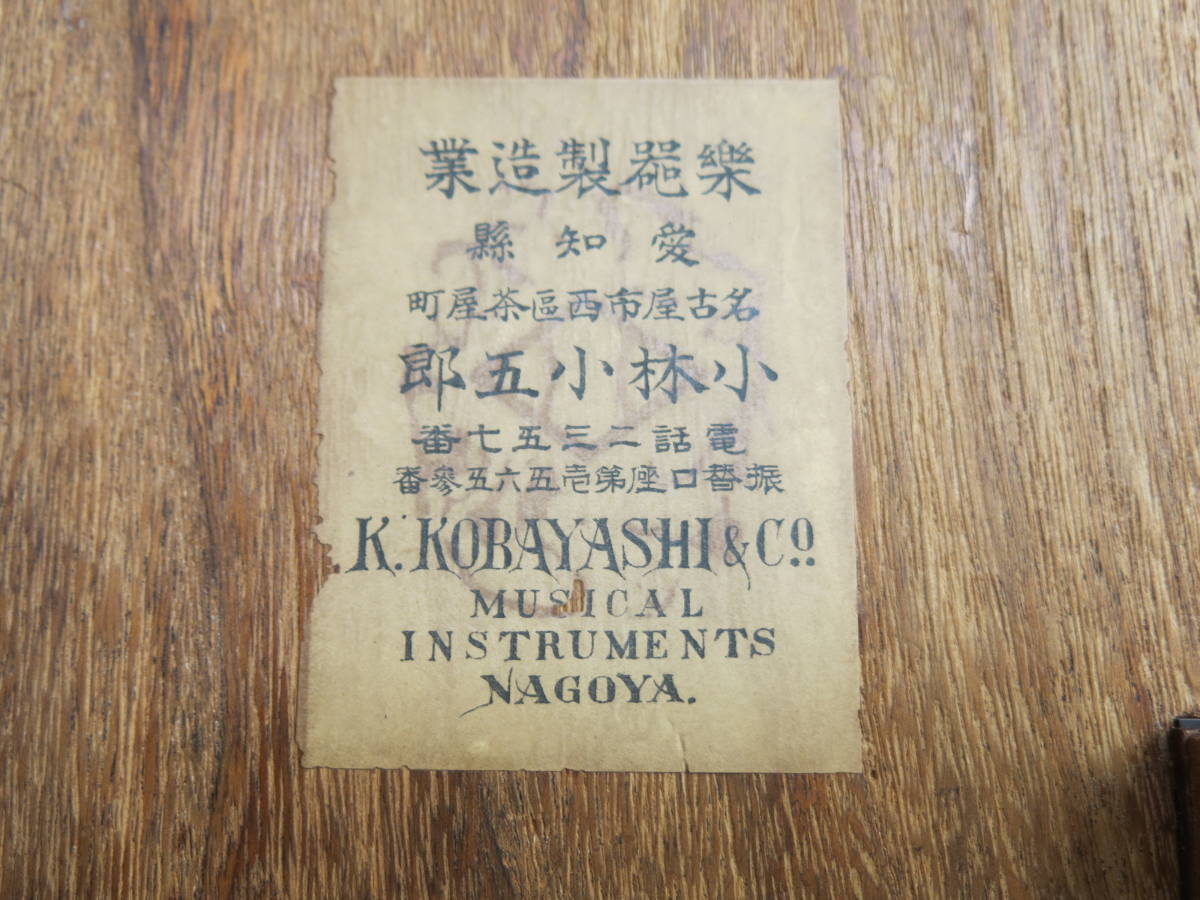 樂器製造業
愛知縣
名古屋市西區茶屋町
小林小五郎
電話二三五七番
振替口座第壱五六五參番
K. KOBAYASHI & Co.
MUSICAL
INSTRUMENTS
NAGOYA.